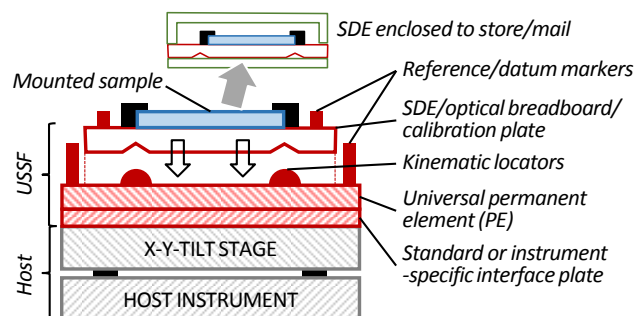 SDE enclosed to store/mail
Mounted sample
Reference/datum markers
SDE/optical breadboard/
calibration plate
Kinematic locators
USSF
Universal permanent
element (PE)
X-Y-TILT STAGE
Standard or instrument
-specific interface plate
Host
HOST INSTRUMENT